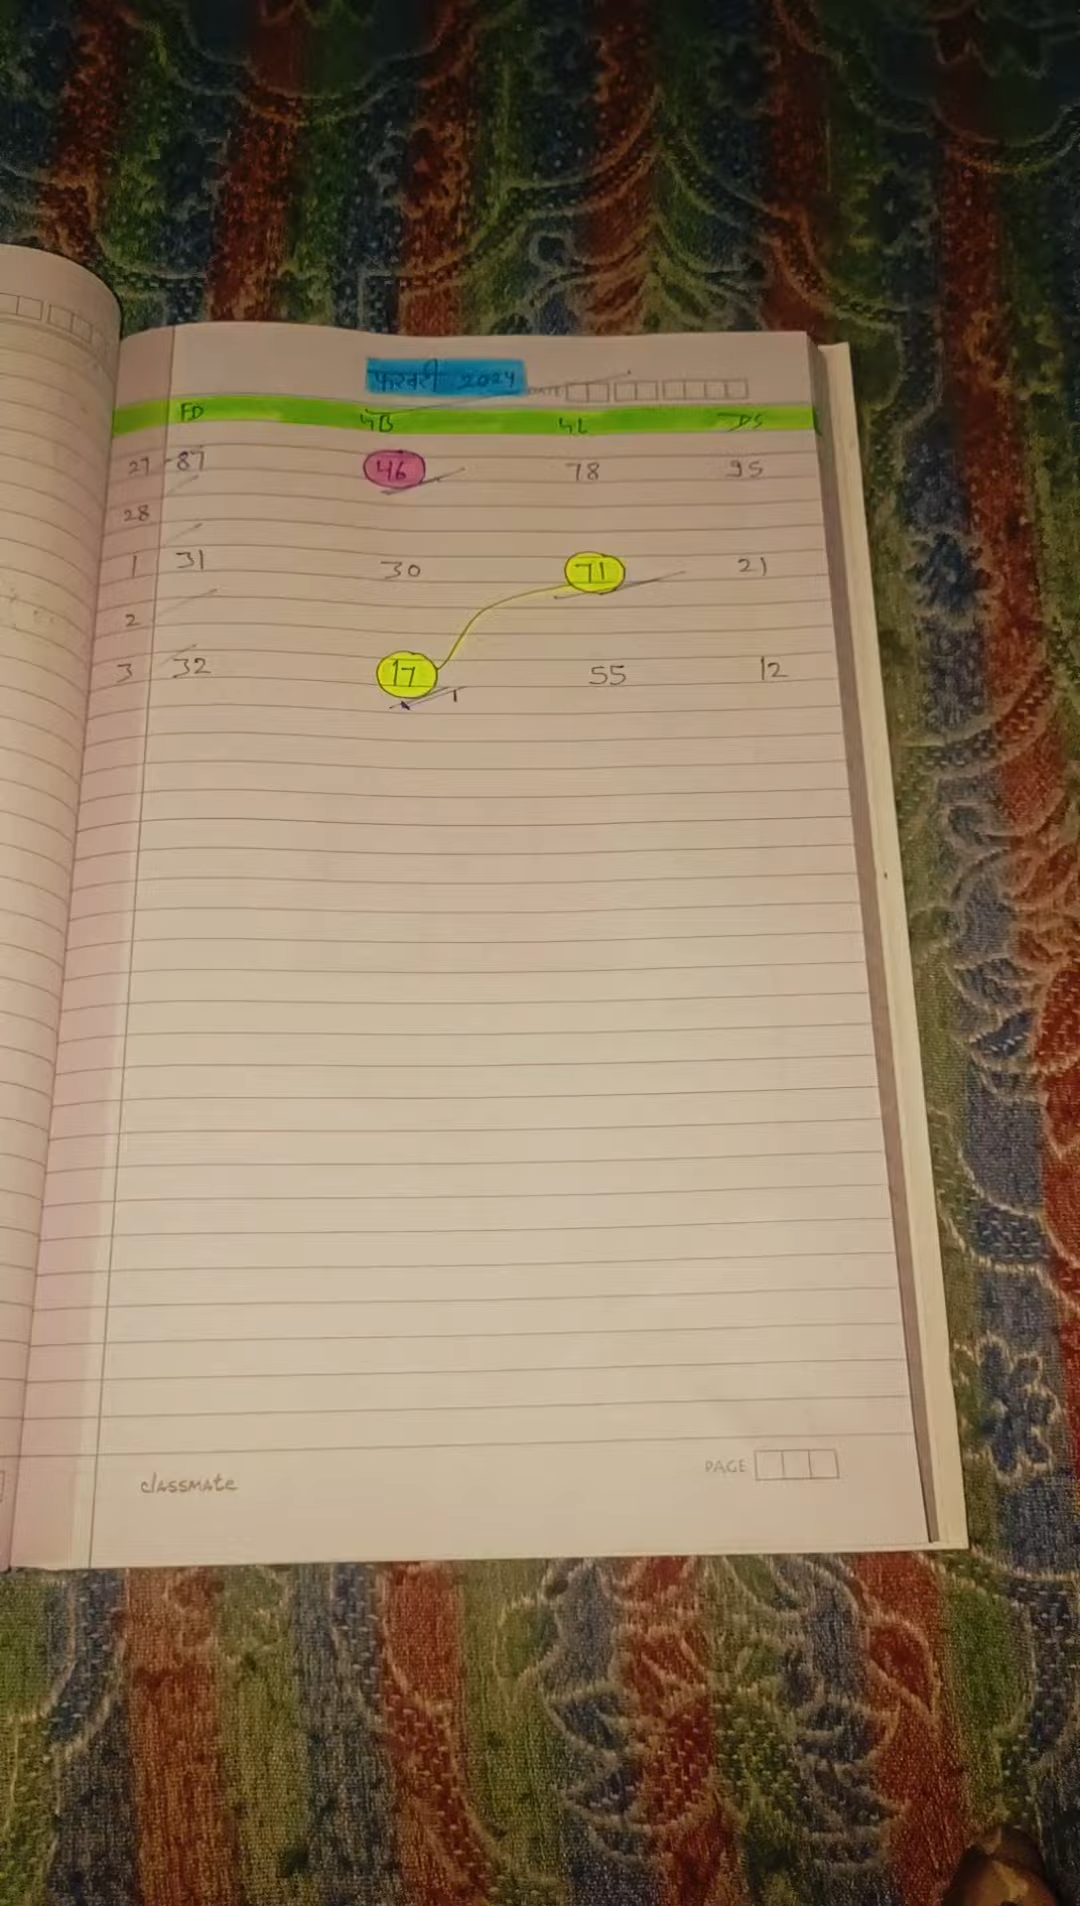 फरवरी 2024
DATE
FD GB GL DS
27 87 46 78 95
28
1 31 30 71 21
2
3 32 17 55 12
classmate
PAGE